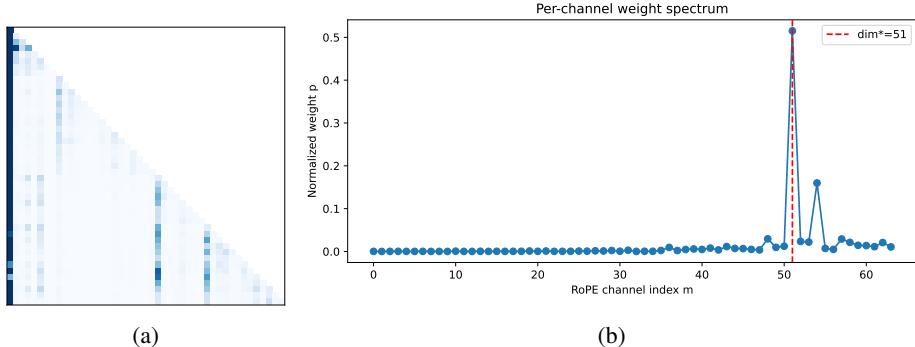 Per-channel weight spectrum
dim*=51
Normalized weight p
0.5
0.4
0.3
0.2
0.1
0.0
0 10 20 30 40 50 60
RoPE channel index m
(a) (b)